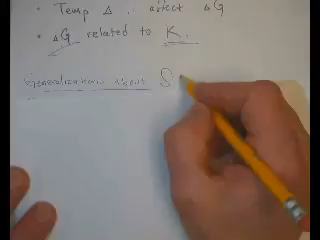 • Temp Δ affect ΔG
• ΔG related to K.
Generalizations about S